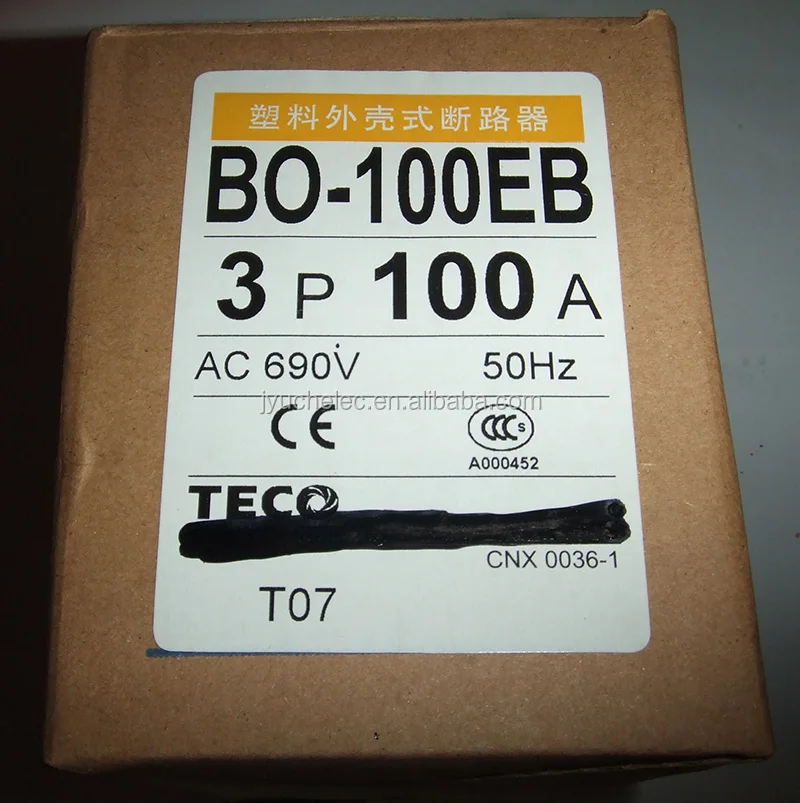 塑料外壳式断路器
BO-100EB
3 P 100 A
AC 690V 50Hz
jyuchelec.en.alibaba.com
CE CCC S
A000452
TECO
CNX 0036-1
T07